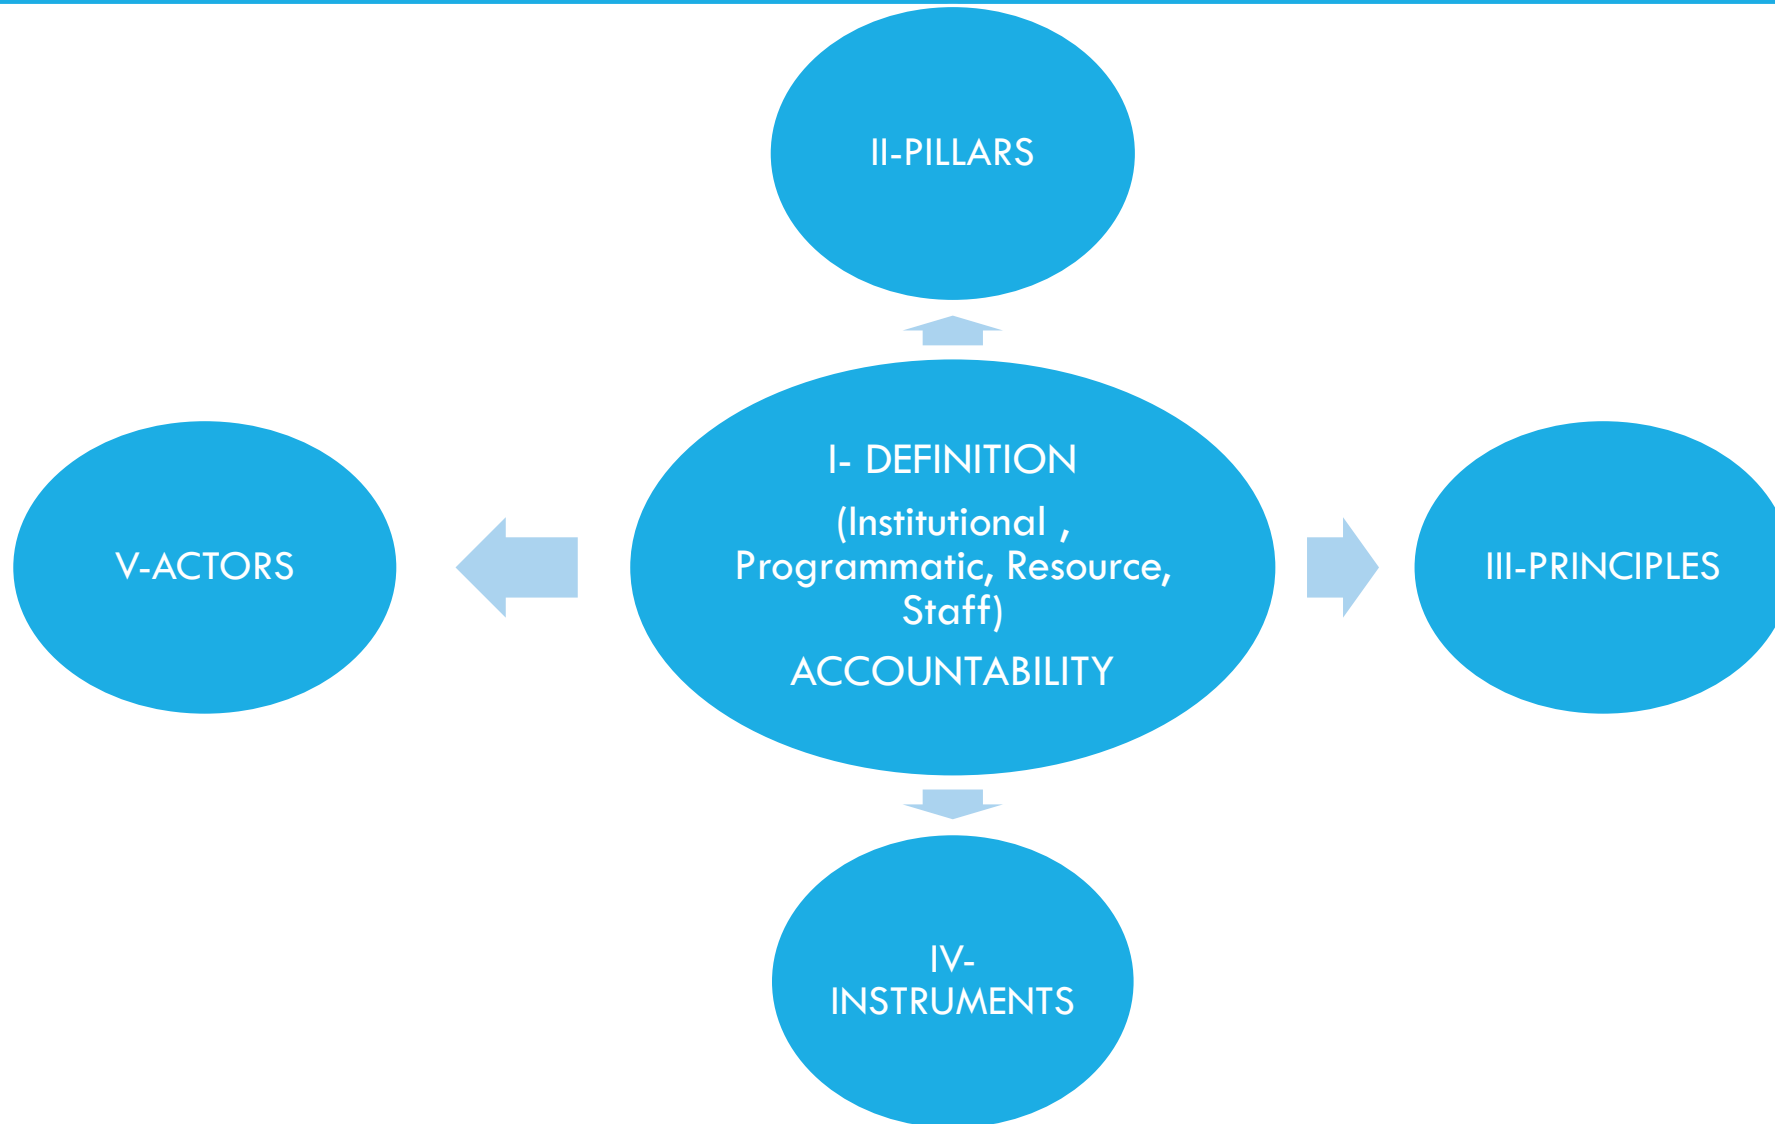 II-PILLARS
I- DEFINITION
(Institutional ,
Programmatic, Resource,
Staff)
ACCOUNTABILITY
V-ACTORS
III-PRINCIPLES
IV-
INSTRUMENTS